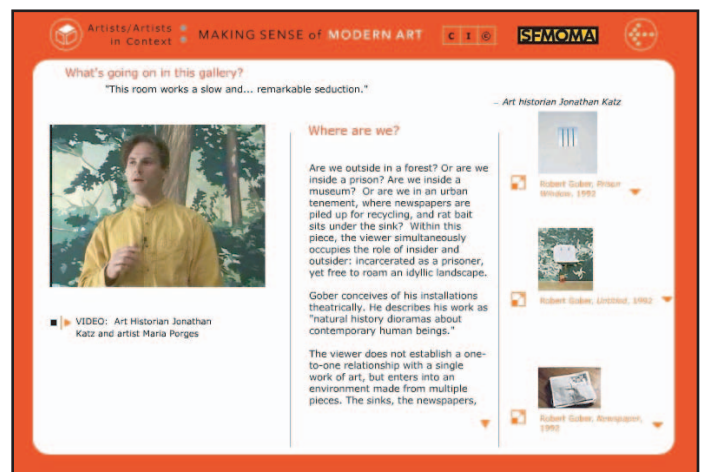 Artists/Artists
in Context
MAKING SENSE of MODERN ART
C I ©
SFMOMA
What's going on in this gallery?
"This room works a slow and... remarkable seduction."
– Art historian Jonathan Katz
VIDEO: Art Historian Jonathan
Katz and artist Maria Porges
Where are we?
Are we outside in a forest? Or are we
inside a prison? Are we inside a
museum? Or are we in an urban
tenement, where newspapers are
piled up for recycling, and rat bait
sits under the sink? Within this
piece, the viewer simultaneously
occupies the role of insider and
outsider: incarcerated as a prisoner,
yet free to roam an idyllic landscape.
Gober conceives of his installations
theatrically. He describes his work as
"natural history dioramas about
contemporary human beings."
The viewer does not establish a one-
to-one relationship with a single
work of art, but enters into an
environment made from multiple
pieces. The sinks, the newspapers,
Robert Gober, Prison
Window, 1992
Robert Gober, Untitled, 1992
Robert Gober, Newspaper,
1992